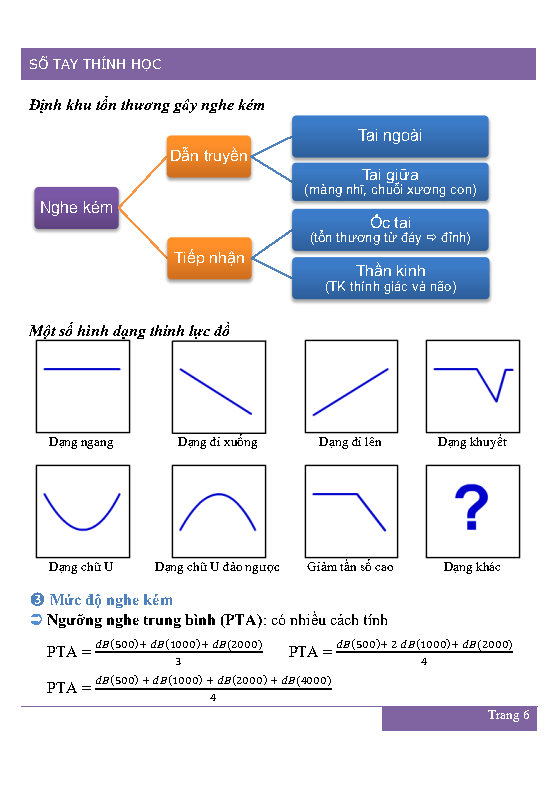 SỔ TAY THÍNH HỌC
Định khu tổn thương gây nghe kém
Nghe kém
Dẫn truyền
Tai ngoài
Tai giữa
(màng nhĩ, chuỗi xương con)
Tiếp nhận
Ốc tai
(tổn thương từ đáy ➪ đỉnh)
Thần kinh
(TK thính giác và não)
Một số hình dạng thính lực đồ
Dạng ngang Dạng đi xuống Dạng đi lên Dạng khuyết
?
Dạng chữ U Dạng chữ U đảo ngược Giảm tần số cao Dạng khác
❸ Mức độ nghe kém
➲ Ngưỡng nghe trung bình (PTA): có nhiều cách tính
PTA = (dB(500)+ dB(1000)+ dB(2000))/3 PTA = (dB(500)+ 2 dB(1000)+ dB(2000))/4
PTA = (dB(500) + dB(1000) + dB(2000) + dB(4000))/4
Trang 6